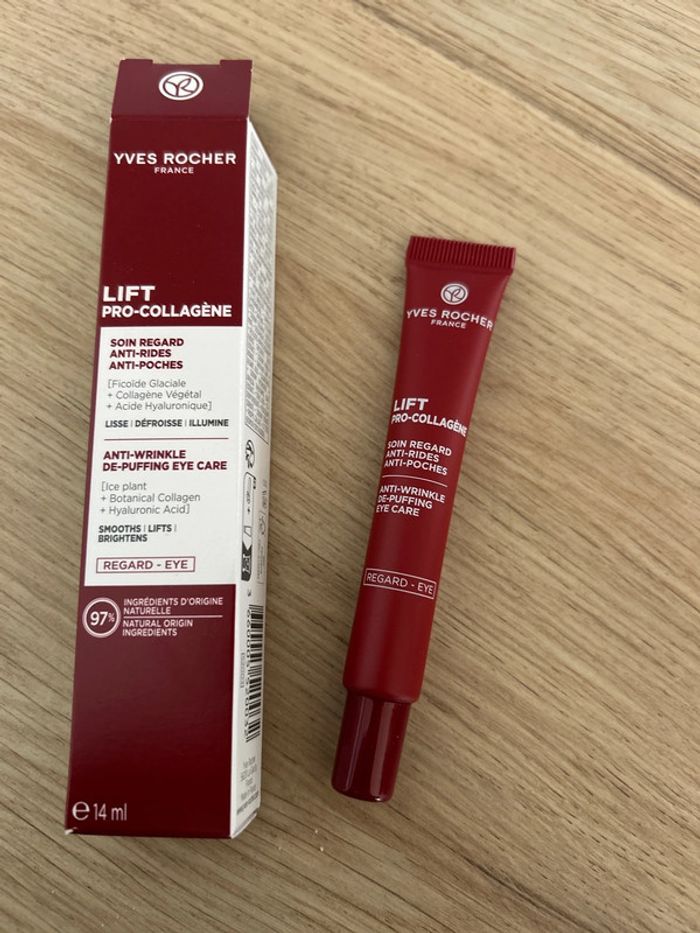 YVES ROCHER
FRANCE
LIFT
PRO-COLLAGÈNE
SOIN REGARD
ANTI-RIDES
ANTI-POCHES
[Ficoïde Glaciale
+ Collagène Végétal
+ Acide Hyaluronique]
LISSE | DÉFROISSE | ILLUMINE
ANTI-WRINKLE
DE-PUFFING EYE CARE
[Ice plant
+ Botanical Collagen
+ Hyaluronic Acid]
SMOOTHS | LIFTS |
BRIGHTENS
REGARD - EYE
97%
INGRÉDIENTS D'ORIGINE
NATURELLE
NATURAL ORIGIN
INGREDIENTS
e 14 ml
YVES ROCHER
FRANCE
LIFT
PRO-COLLAGÈNE
SOIN REGARD
ANTI-RIDES
ANTI-POCHES
ANTI-WRINKLE
DE-PUFFING
EYE CARE
REGARD - EYE